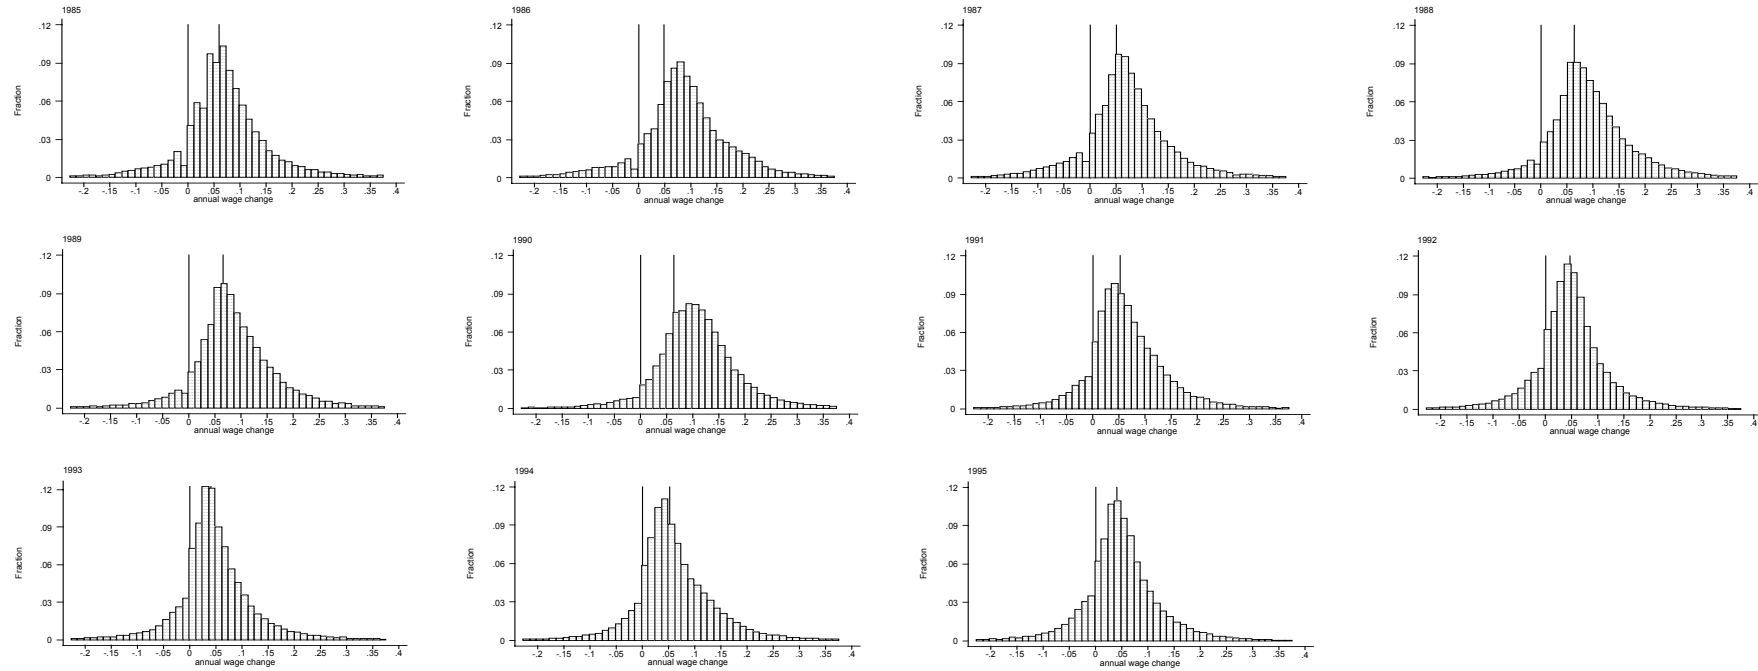 1985
.12
.09
.06
.03
0
Fraction
-.2 -.15 -.1 -.05 0 .05 .1 .15 .2 .25 .3 .35 .4
annual wage change
1986
.12
.09
.06
.03
0
Fraction
-.2 -.15 -.1 -.05 0 .05 .1 .15 .2 .25 .3 .35 .4
annual wage change
1987
.12
.09
.06
.03
0
Fraction
-.2 -.15 -.1 -.05 0 .05 .1 .15 .2 .25 .3 .35 .4
annual wage change
1988
.12
.09
.06
.03
0
Fraction
-.2 -.15 -.1 -.05 0 .05 .1 .15 .2 .25 .3 .35 .4
annual wage change
1989
.12
.09
.06
.03
0
Fraction
-.2 -.15 -.1 -.05 0 .05 .1 .15 .2 .25 .3 .35 .4
annual wage change
1990
.12
.09
.06
.03
0
Fraction
-.2 -.15 -.1 -.05 0 .05 .1 .15 .2 .25 .3 .35 .4
annual wage change
1991
.12
.09
.06
.03
0
Fraction
-.2 -.15 -.1 -.05 0 .05 .1 .15 .2 .25 .3 .35 .4
annual wage change
1992
.12
.09
.06
.03
0
Fraction
-.2 -.15 -.1 -.05 0 .05 .1 .15 .2 .25 .3 .35 .4
annual wage change
1993
.12
.09
.06
.03
0
Fraction
-.2 -.15 -.1 -.05 0 .05 .1 .15 .2 .25 .3 .35 .4
annual wage change
1994
.12
.09
.06
.03
0
Fraction
-.2 -.15 -.1 -.05 0 .05 .1 .15 .2 .25 .3 .35 .4
annual wage change
1995
.12
.09
.06
.03
0
Fraction
-.2 -.15 -.1 -.05 0 .05 .1 .15 .2 .25 .3 .35 .4
annual wage change